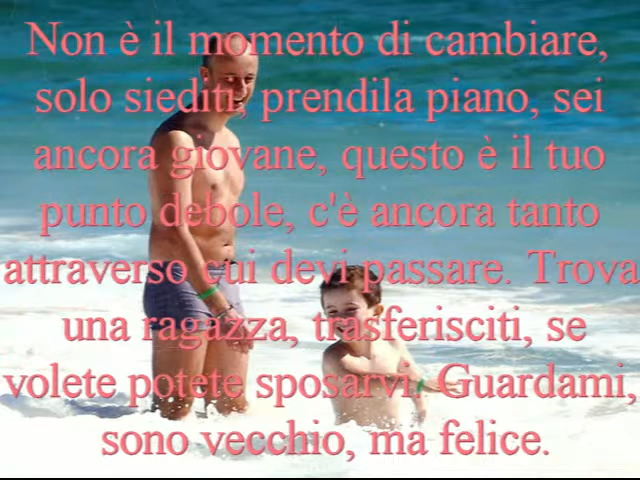 Non è il momento di cambiare,
solo siediti, prendila piano, sei
ancora giovane, questo è il tuo
punto debole, c'è ancora tanto
attraverso cui devi passare. Trova
una ragazza, trasferisciti, se
volete potete sposarvi. Guardami,
sono vecchio, ma felice.